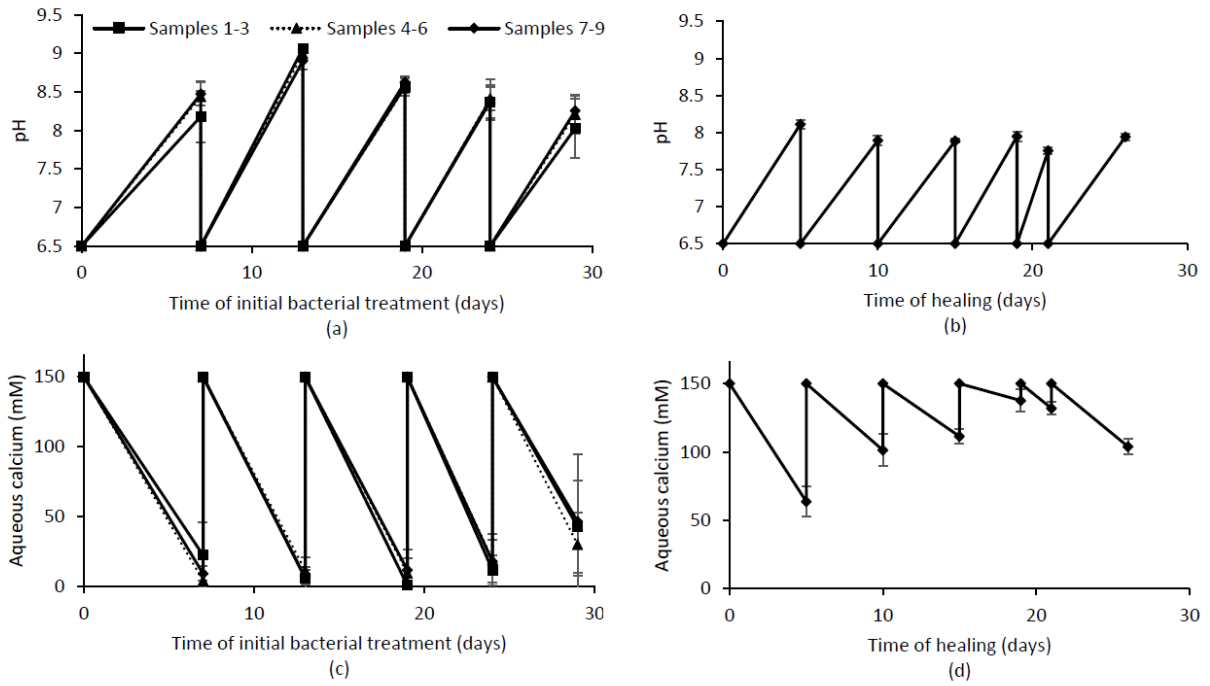 9.5
Samples 1-3 Samples 4-6 Samples 7-9
9
8.5
8
7.5
7
6.5
pH
0 10 20 30
Time of initial bacterial treatment (days)
(a)
9.5
9
8.5
8
7.5
7
6.5
pH
0 10 20 30
Time of healing (days)
(b)
150
100
50
0
Aqueous calcium (mM)
0 10 20 30
Time of initial bacterial treatment (days)
(c)
150
100
50
0
Aqueous calcium (mM)
0 10 20 30
Time of healing (days)
(d)